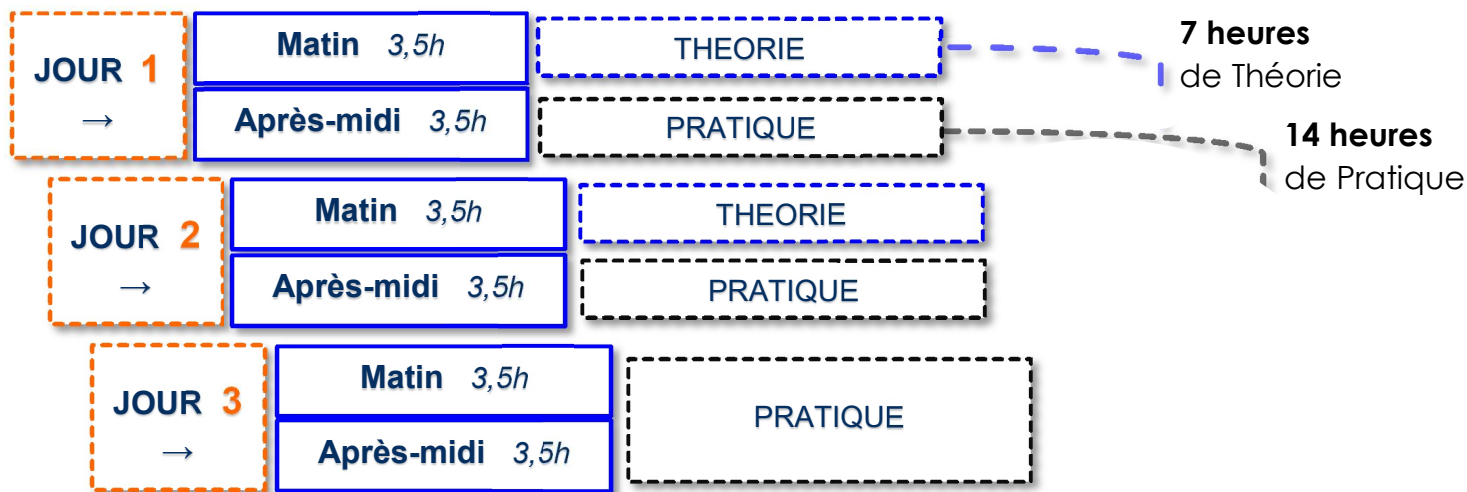 JOUR 1
→
Matin 3,5h
THEORIE
Après-midi 3,5h
PRATIQUE
7 heures
de Théorie
14 heures
de Pratique
JOUR 2
→
Matin 3,5h
THEORIE
Après-midi 3,5h
PRATIQUE
JOUR 3
→
Matin 3,5h
Après-midi 3,5h
PRATIQUE